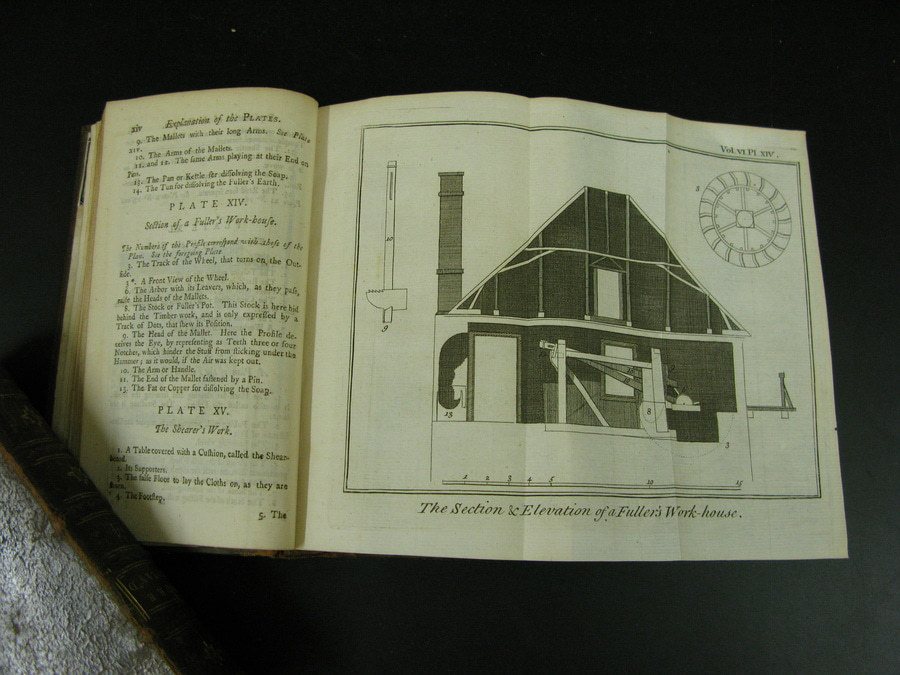 xiv Explanation of the PLATES.
9. The Mallets with their long Arms. See Plate
XIV.
10. The Arms of the Mallets.
11. and 12. The same Arms playing at their End on
Pins.
13. The Pan or Kettle for dissolving the Soap.
14. The Tun for dissolving the Fuller's Earth.
PLATE XIV.
Section of a Fuller's Work-house.
The Numbers of the Profile correspond with those of the
Plan. See the foregoing Plate.
3. The Track of the Wheel, that turns on the Out-
side.
3*. A Front View of the Wheel.
6. The Arbor with its Leavers, which, as they pass,
raise the Heads of the Mallets.
8. The Stock or Fuller's Pot. This Stock is here hid
behind the Timber work, and is only expressed by a
Track of Dots, that shew its Position.
9. The Head of the Mallet. Here the Profile de-
ceives the Eye, by representing as Teeth three or four
Notches, which hinder the Stuff from sticking under the
Hammer; as it would, if the Air was kept out.
10. The Arm or Handle.
11. The End of the Mallet fastened by a Pin.
13. The Fat or Copper for dissolving the Soap.
PLATE XV.
The Shearer's Work.
1. A Table covered with a Cushion, called the Shear-
board.
2. Its Supporters.
3. The false Floor to lay the Cloths on, as they are
shorn.
4. The Footstep.
5. The
Vol. VI. Pl. XIV.
3
10
9
13
8
3
1 2 3 4 5 10 15
The Section & Elevation of a Fuller's Work-house.